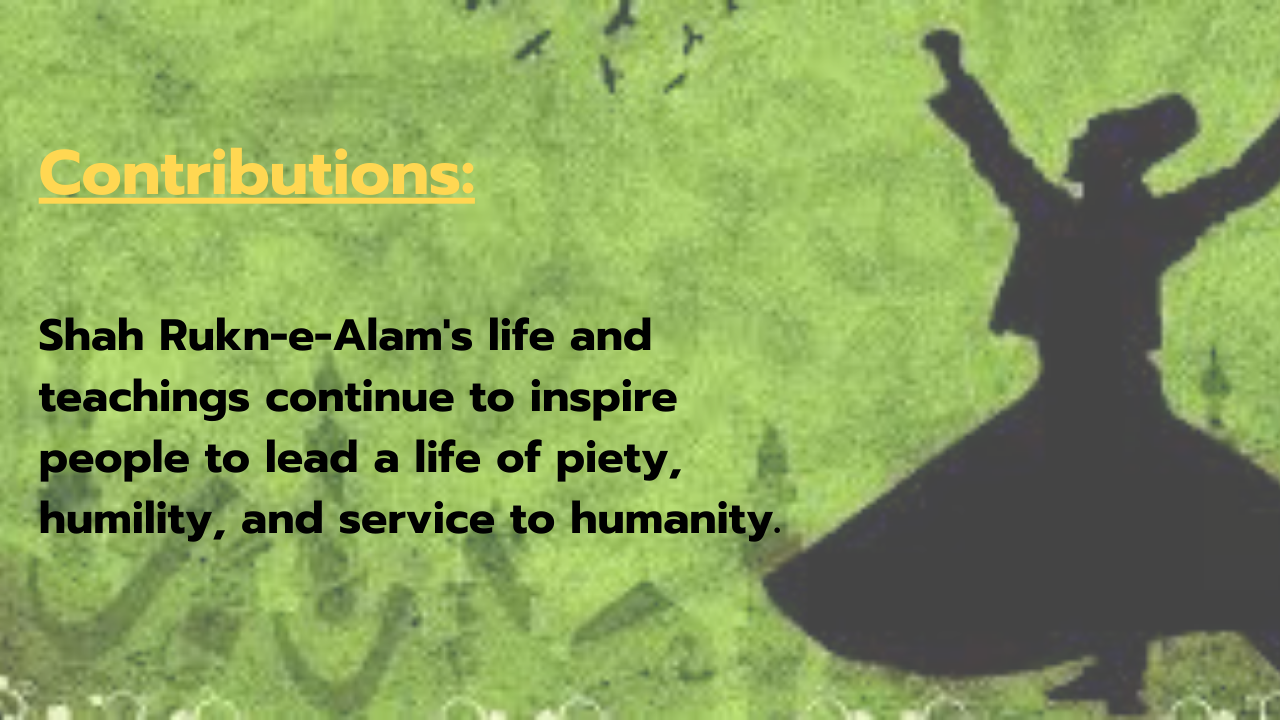 Contributions:
Shah Rukn-e-Alam's life and
teachings continue to inspire
people to lead a life of piety,
humility, and service to humanity.